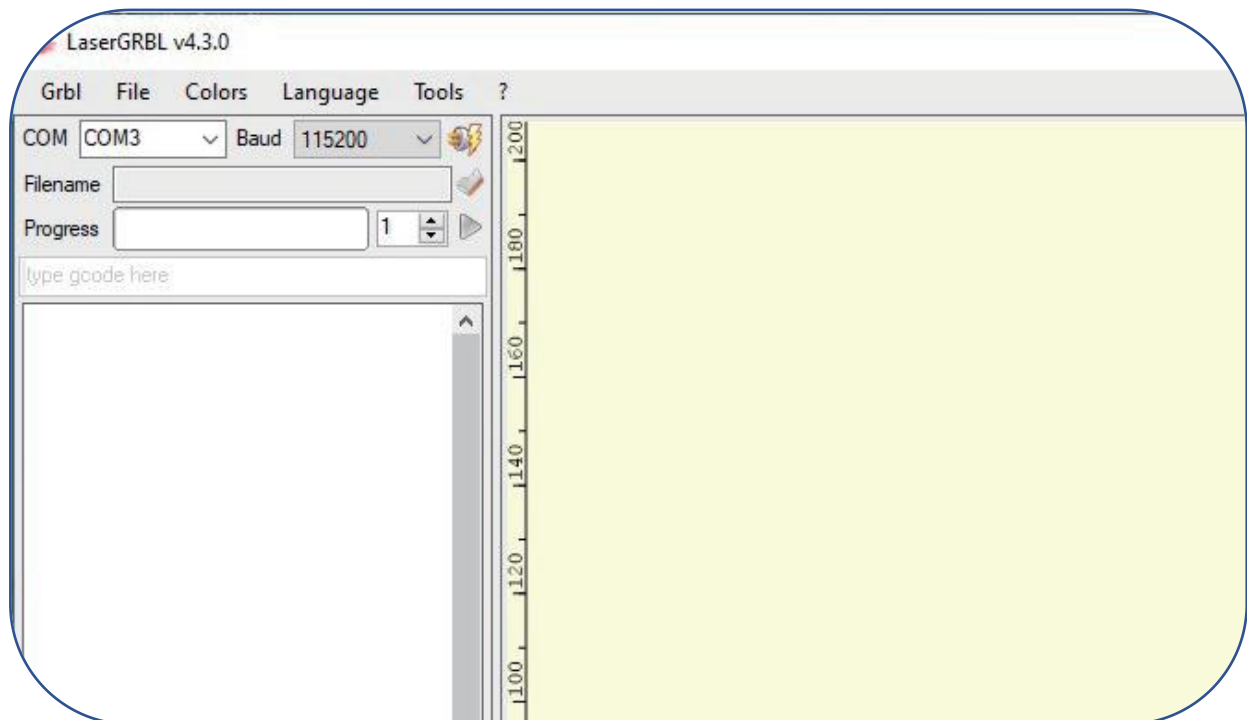 LaserGRBL v4.3.0
Grbl File Colors Language Tools ?
COM COM3 Baud 115200
Filename
Progress 1
type gcode here
200
180
160
140
120
100